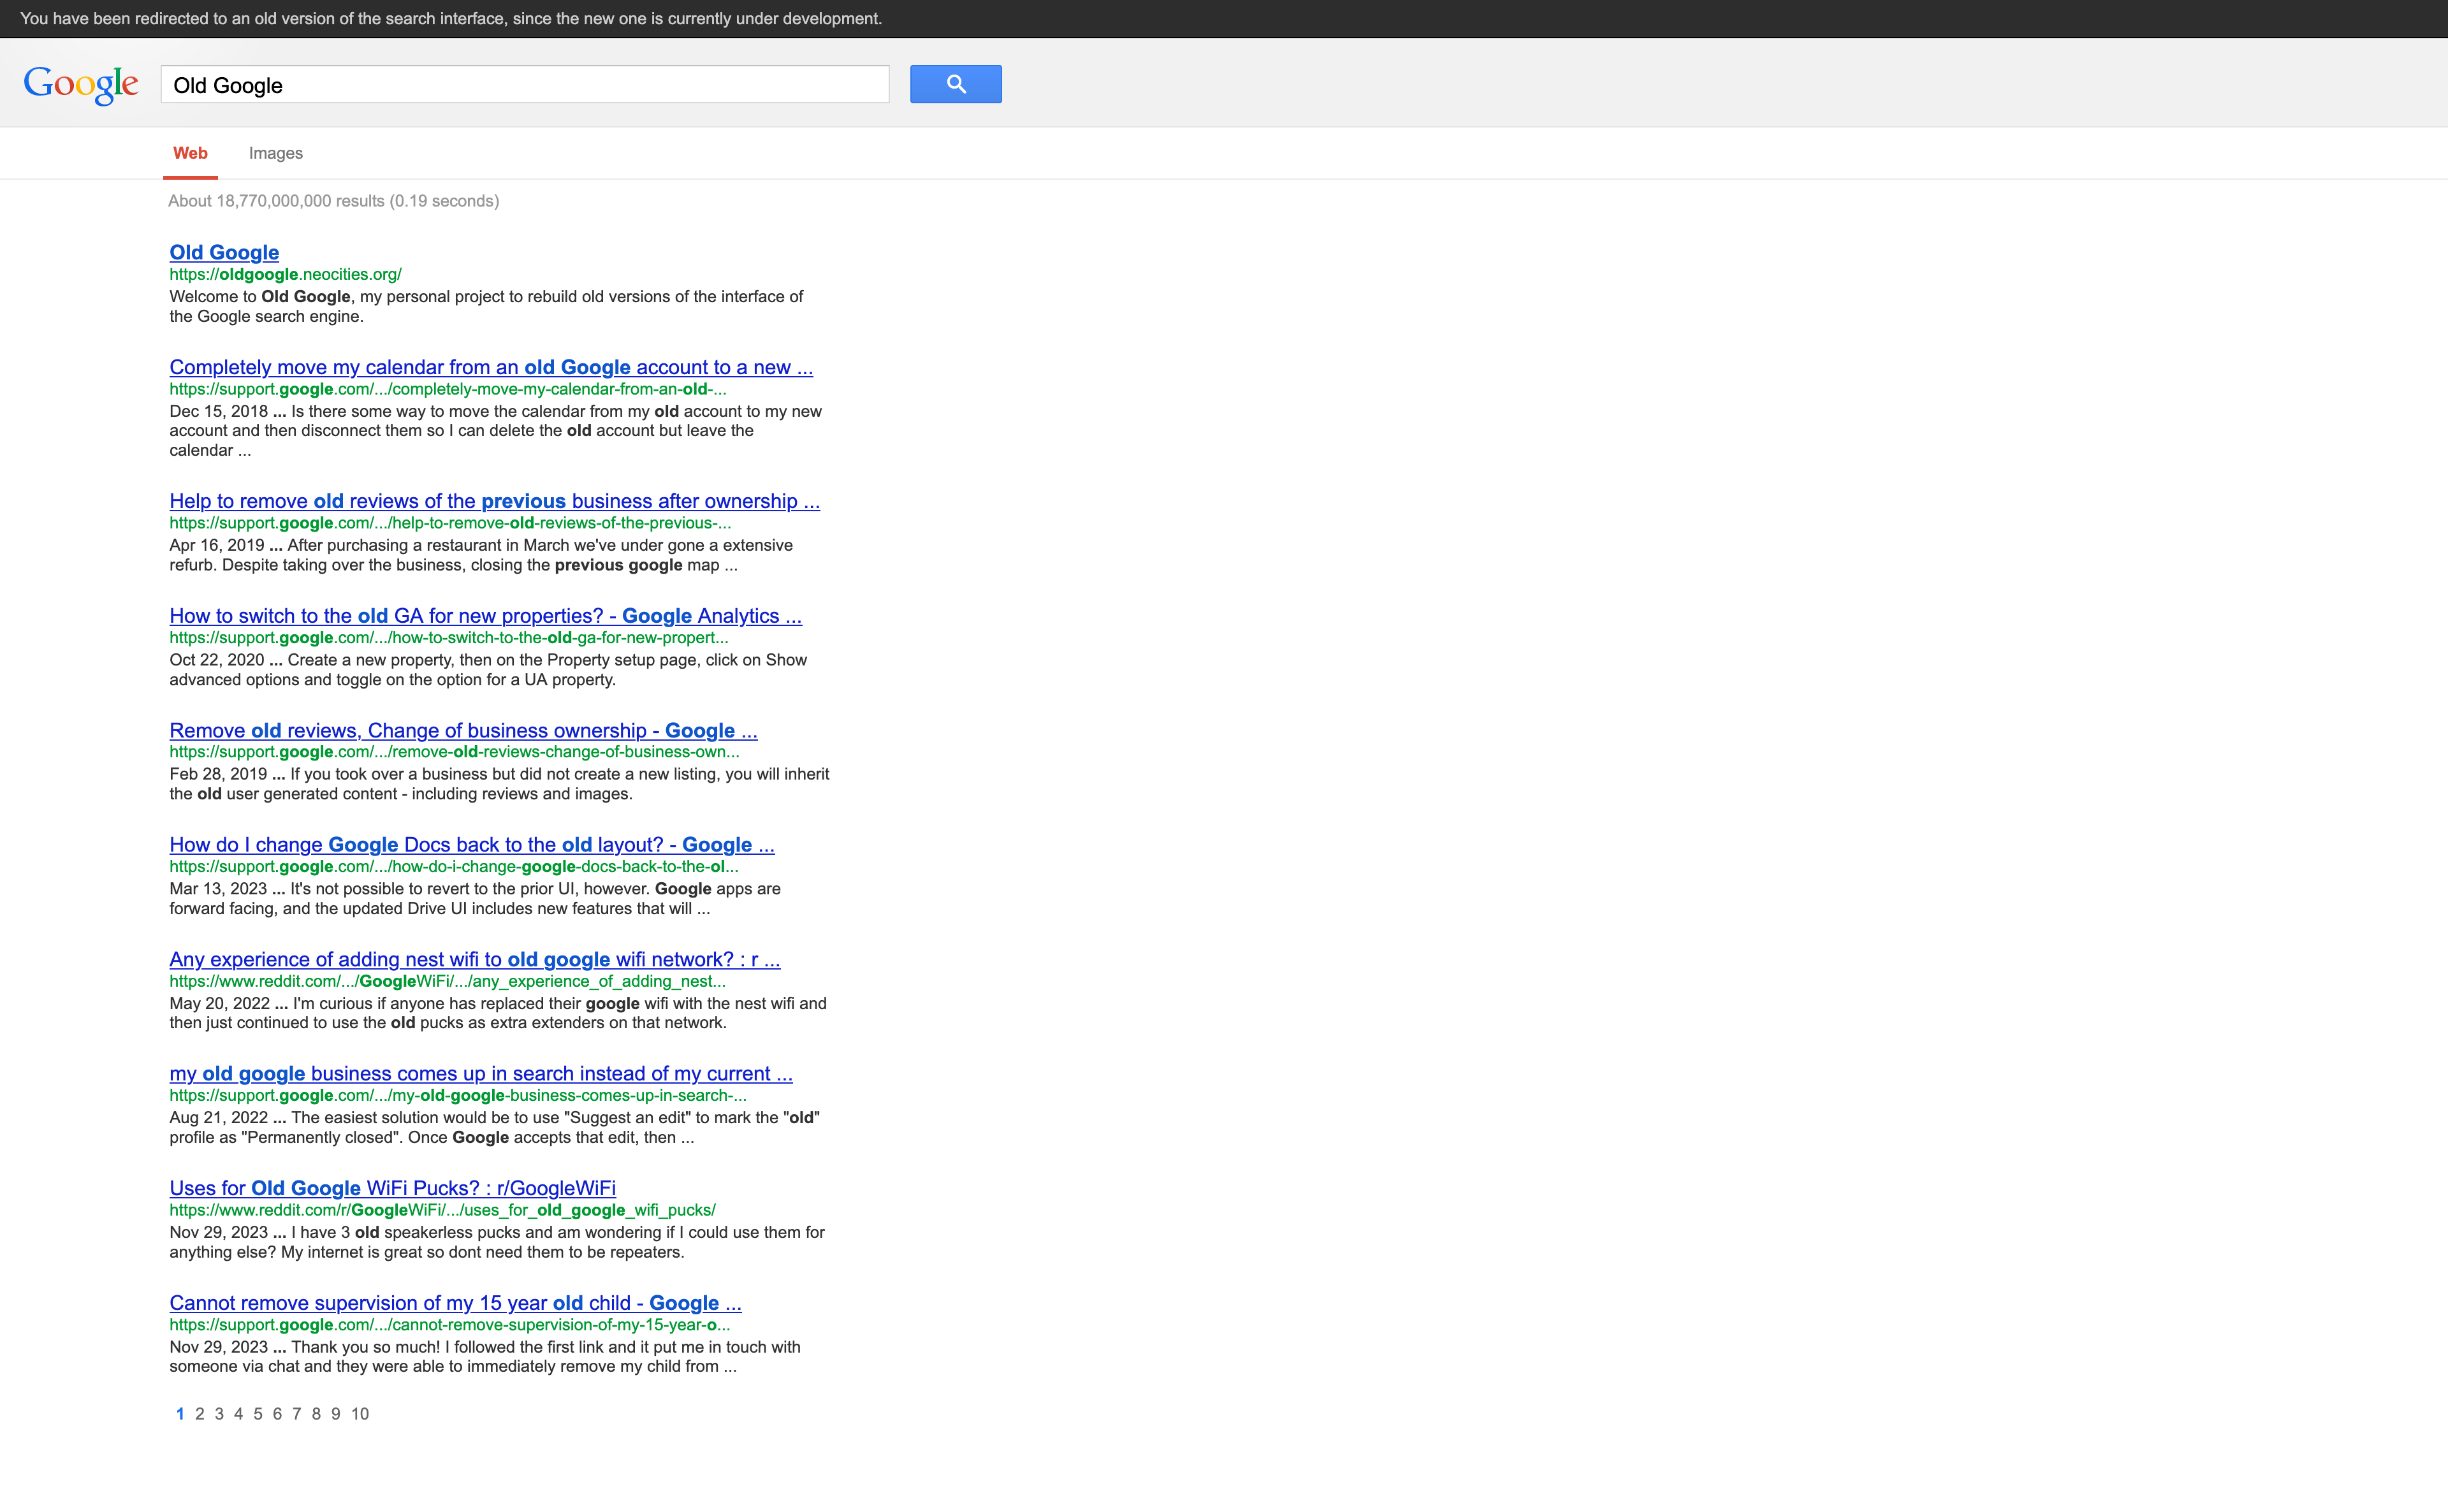 You have been redirected to an old version of the search interface, since the new one is currently under development.
Google
Old Google
Web Images
About 18,770,000,000 results (0.19 seconds)
Old Google
https://oldgoogle.neocities.org/
Welcome to Old Google, my personal project to rebuild old versions of the interface of
the Google search engine.
Completely move my calendar from an old Google account to a new ...
https://support.google.com/.../completely-move-my-calendar-from-an-old-...
Dec 15, 2018 ... Is there some way to move the calendar from my old account to my new
account and then disconnect them so I can delete the old account but leave the
calendar ...
Help to remove old reviews of the previous business after ownership ...
https://support.google.com/.../help-to-remove-old-reviews-of-the-previous-...
Apr 16, 2019 ... After purchasing a restaurant in March we've under gone a extensive
refurb. Despite taking over the business, closing the previous google map ...
How to switch to the old GA for new properties? - Google Analytics ...
https://support.google.com/.../how-to-switch-to-the-old-ga-for-new-propert...
Oct 22, 2020 ... Create a new property, then on the Property setup page, click on Show
advanced options and toggle on the option for a UA property.
Remove old reviews, Change of business ownership - Google ...
https://support.google.com/.../remove-old-reviews-change-of-business-own...
Feb 28, 2019 ... If you took over a business but did not create a new listing, you will inherit
the old user generated content - including reviews and images.
How do I change Google Docs back to the old layout? - Google ...
https://support.google.com/.../how-do-i-change-google-docs-back-to-the-ol...
Mar 13, 2023 ... It's not possible to revert to the prior UI, however. Google apps are
forward facing, and the updated Drive UI includes new features that will ...
Any experience of adding nest wifi to old google wifi network? : r ...
https://www.reddit.com/.../GoogleWiFi/.../any_experience_of_adding_nest...
May 20, 2022 ... I'm curious if anyone has replaced their google wifi with the nest wifi and
then just continued to use the old pucks as extra extenders on that network.
my old google business comes up in search instead of my current ...
https://support.google.com/.../my-old-google-business-comes-up-in-search-...
Aug 21, 2022 ... The easiest solution would be to use "Suggest an edit" to mark the "old"
profile as "Permanently closed". Once Google accepts that edit, then ...
Uses for Old Google WiFi Pucks? : r/GoogleWiFi
https://www.reddit.com/r/GoogleWiFi/.../uses_for_old_google_wifi_pucks/
Nov 29, 2023 ... I have 3 old speakerless pucks and am wondering if I could use them for
anything else? My internet is great so dont need them to be repeaters.
Cannot remove supervision of my 15 year old child - Google ...
https://support.google.com/.../cannot-remove-supervision-of-my-15-year-o...
Nov 29, 2023 ... Thank you so much! I followed the first link and it put me in touch with
someone via chat and they were able to immediately remove my child from ...
1 2 3 4 5 6 7 8 9 10